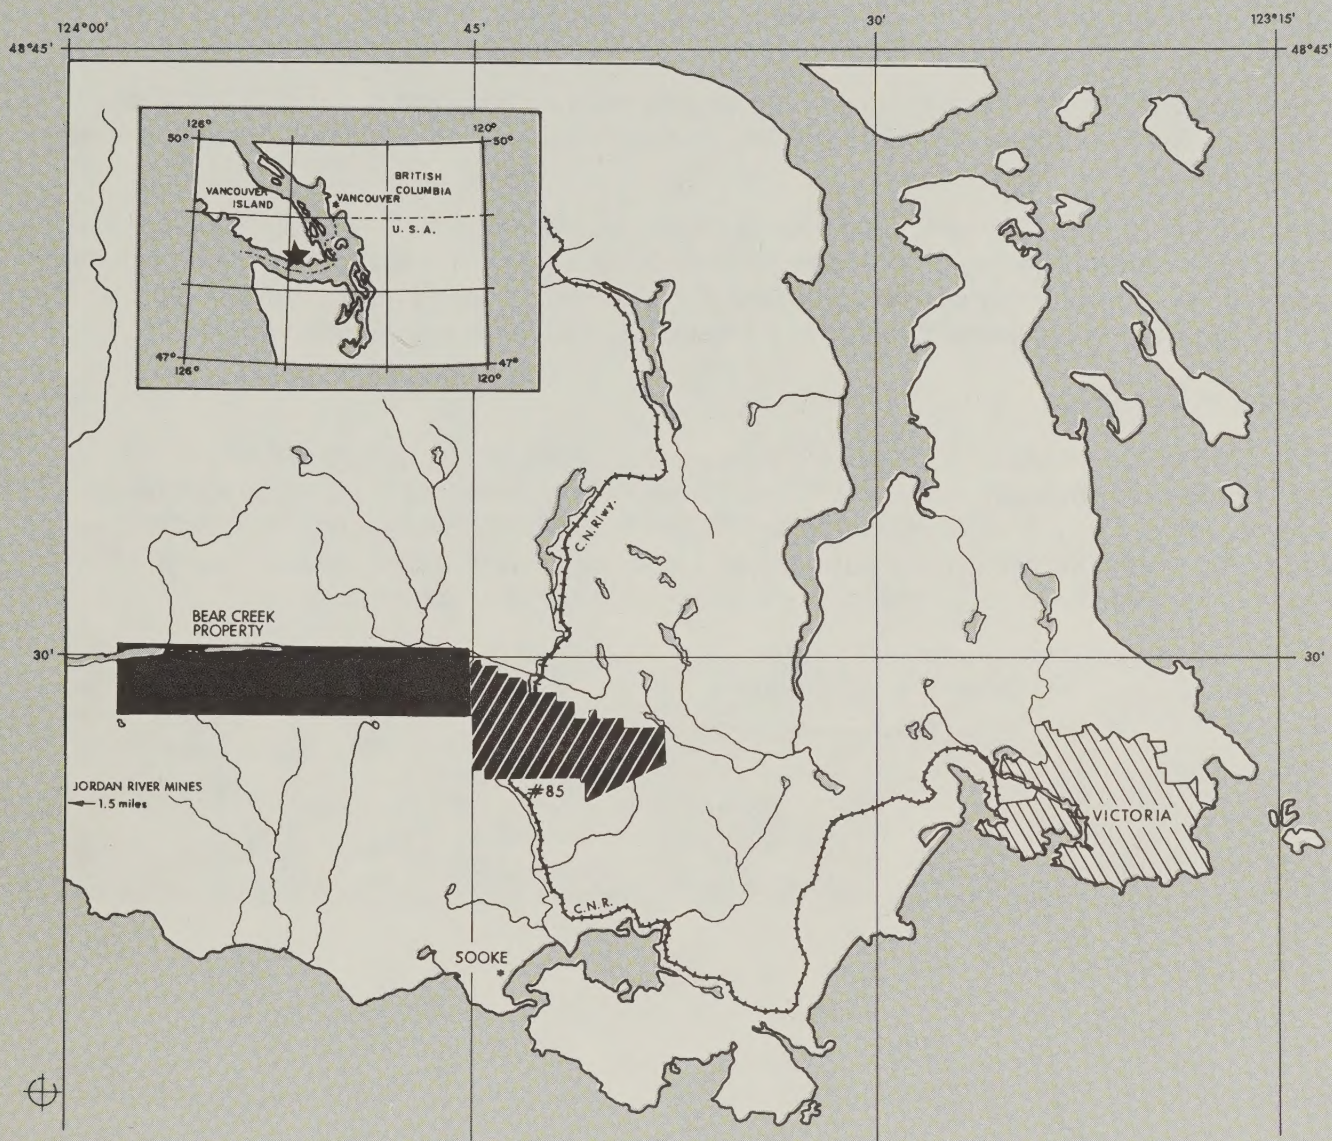 124°00'
45'
30'
123°15'
48°45'
48°45'
126°
120°
50°
50°
BRITISH
COLUMBIA
VANCOUVER
ISLAND
*VANCOUVER
U. S. A.
47°
47°
126°
120°
C.N.Rlwy.
BEAR CREEK
PROPERTY
30'
30'
JORDAN RIVER MINES
1.5 miles
#85
VICTORIA
C.N.R.
SOOKE
*